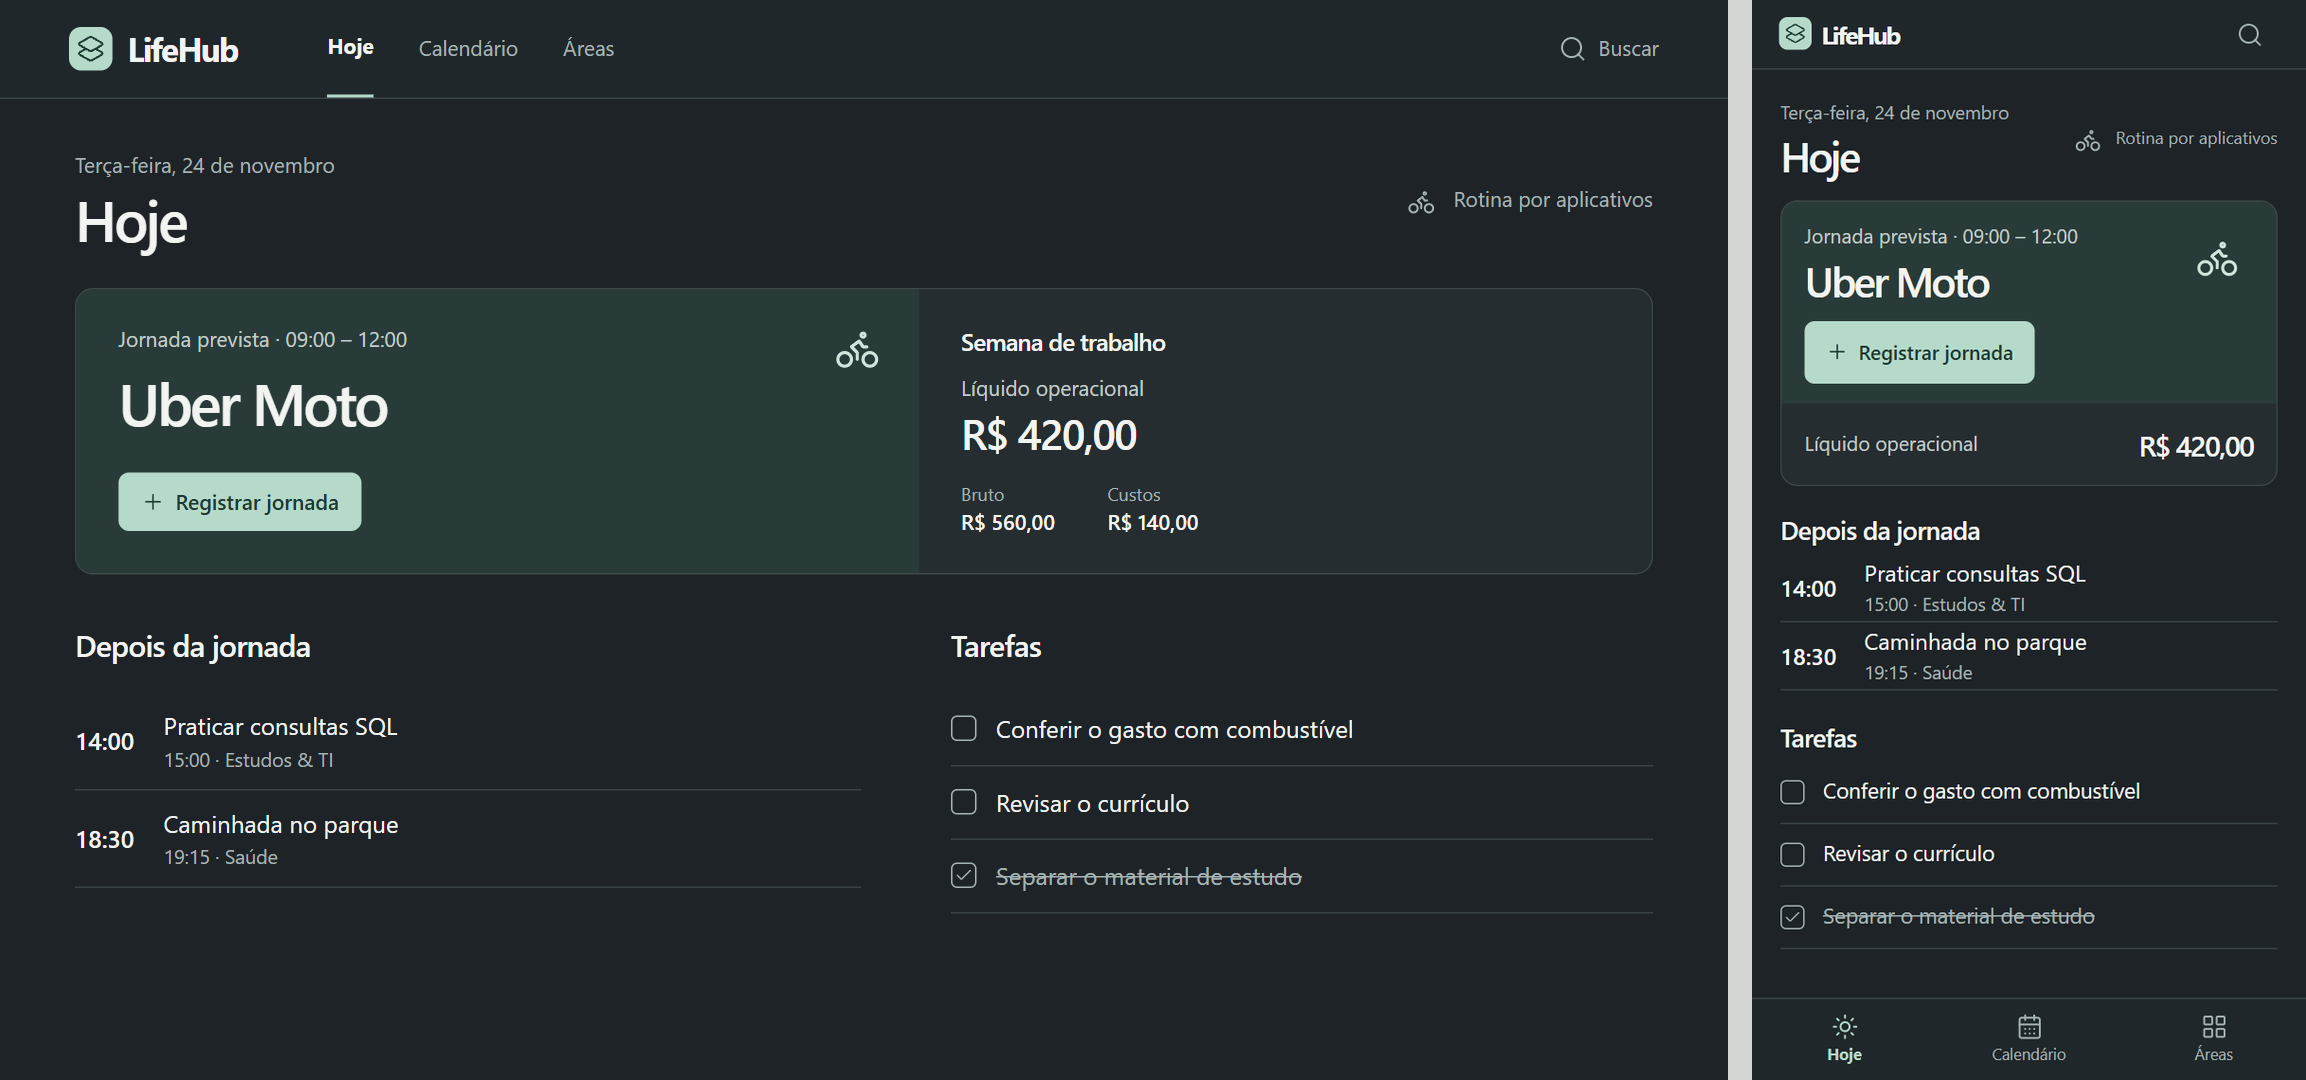 LifeHub
Hoje
Calendário
Áreas
Buscar
Terça-feira, 24 de novembro
Hoje
Rotina por aplicativos
Jornada prevista · 09:00 – 12:00
Uber Moto
+ Registrar jornada
Semana de trabalho
Líquido operacional
R$ 420,00
Bruto
R$ 560,00
Custos
R$ 140,00
Depois da jornada
14:00
Praticar consultas SQL
15:00 · Estudos & TI
18:30
Caminhada no parque
19:15 · Saúde
Tarefas
Conferir o gasto com combustível
Revisar o currículo
Separar o material de estudo
LifeHub
Terça-feira, 24 de novembro
Hoje
Rotina por aplicativos
Jornada prevista · 09:00 – 12:00
Uber Moto
+ Registrar jornada
Líquido operacional
R$ 420,00
Depois da jornada
14:00
Praticar consultas SQL
15:00 · Estudos & TI
18:30
Caminhada no parque
19:15 · Saúde
Tarefas
Conferir o gasto com combustível
Revisar o currículo
Separar o material de estudo
Hoje
Calendário
Áreas